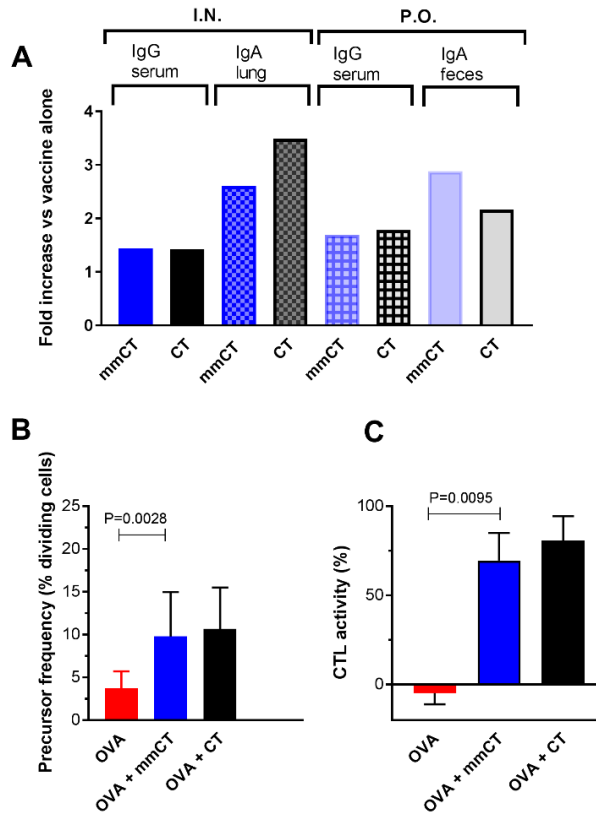 I.N. P.O.
A
IgG IgA IgG IgA
serum lung serum feces
Fold increase vs vaccine alone
4
3
2
1
0
mmCT CT mmCT CT mmCT CT mmCT CT
B
Precursor frequency (% dividing cells)
25
20
15
10
5
0
P=0.0028
OVA
OVA + mmCT
OVA + CT
C
CTL activity (%)
100
50
0
P=0.0095
OVA
OVA + mmCT
OVA + CT